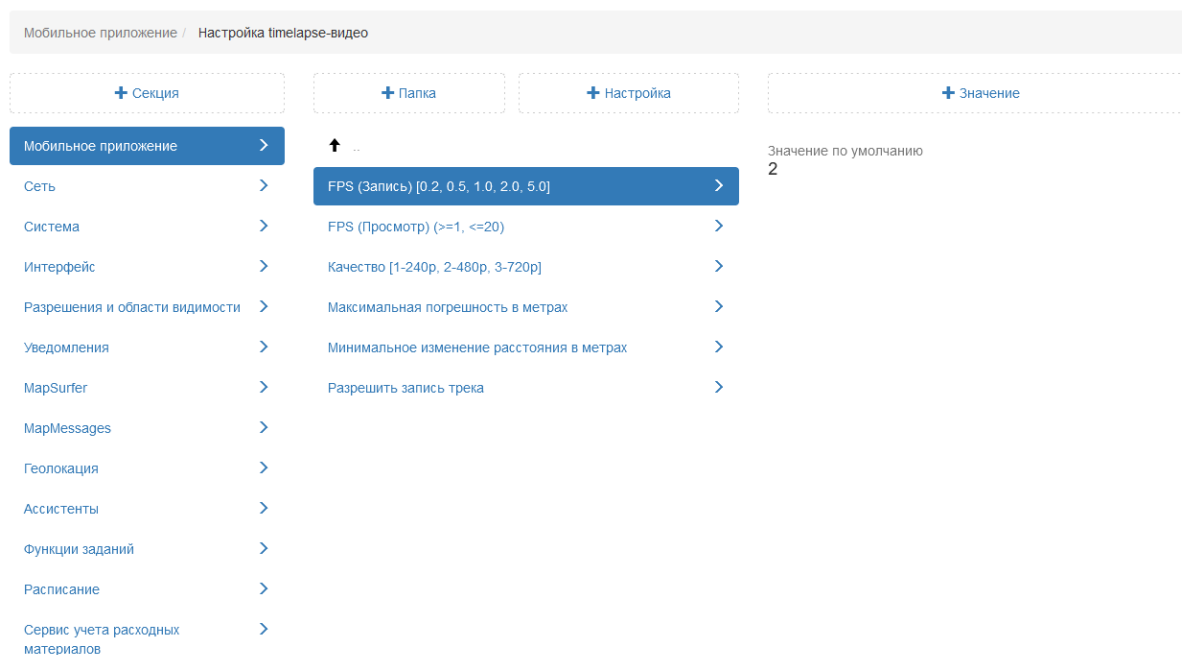 Мобильное приложение / Настройка timelapse-видео
+ Секция
+ Папка
+ Настройка
+ Значение
Мобильное приложение
Сеть
Система
Интерфейс
Разрешения и области видимости
Уведомления
MapSurfer
MapMessages
Геолокация
Ассистенты
Функции заданий
Расписание
Сервис учета расходных
материалов
..
FPS (Запись) [0.2, 0.5, 1.0, 2.0, 5.0]
FPS (Просмотр) (>=1, <=20)
Качество [1-240p, 2-480p, 3-720p]
Максимальная погрешность в метрах
Минимальное изменение расстояния в метрах
Разрешить запись трека
Значение по умолчанию
2